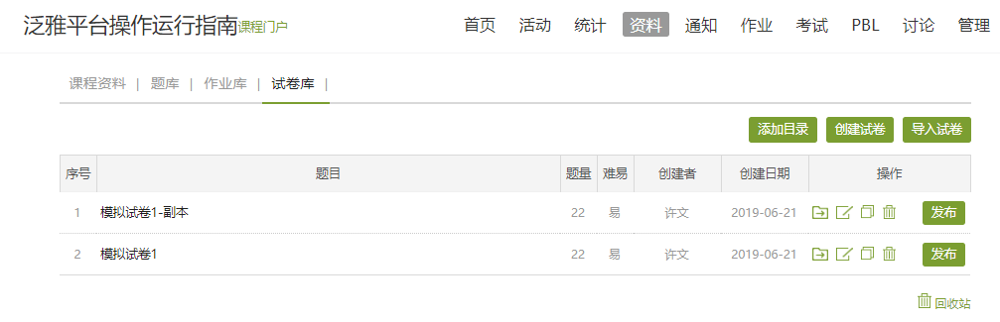 泛雅平台操作运行指南课程门户 首页 活动 统计 资料 通知 作业 考试 PBL 讨论 管理
课程资料 | 题库 | 作业库 | 试卷库 |
添加目录 创建试卷 导入试卷
序号 题目 题量 难易 创建者 创建日期 操作
1 模拟试卷1-副本 22 易 许文 2019-06-21 发布
2 模拟试卷1 22 易 许文 2019-06-21 发布
回收站